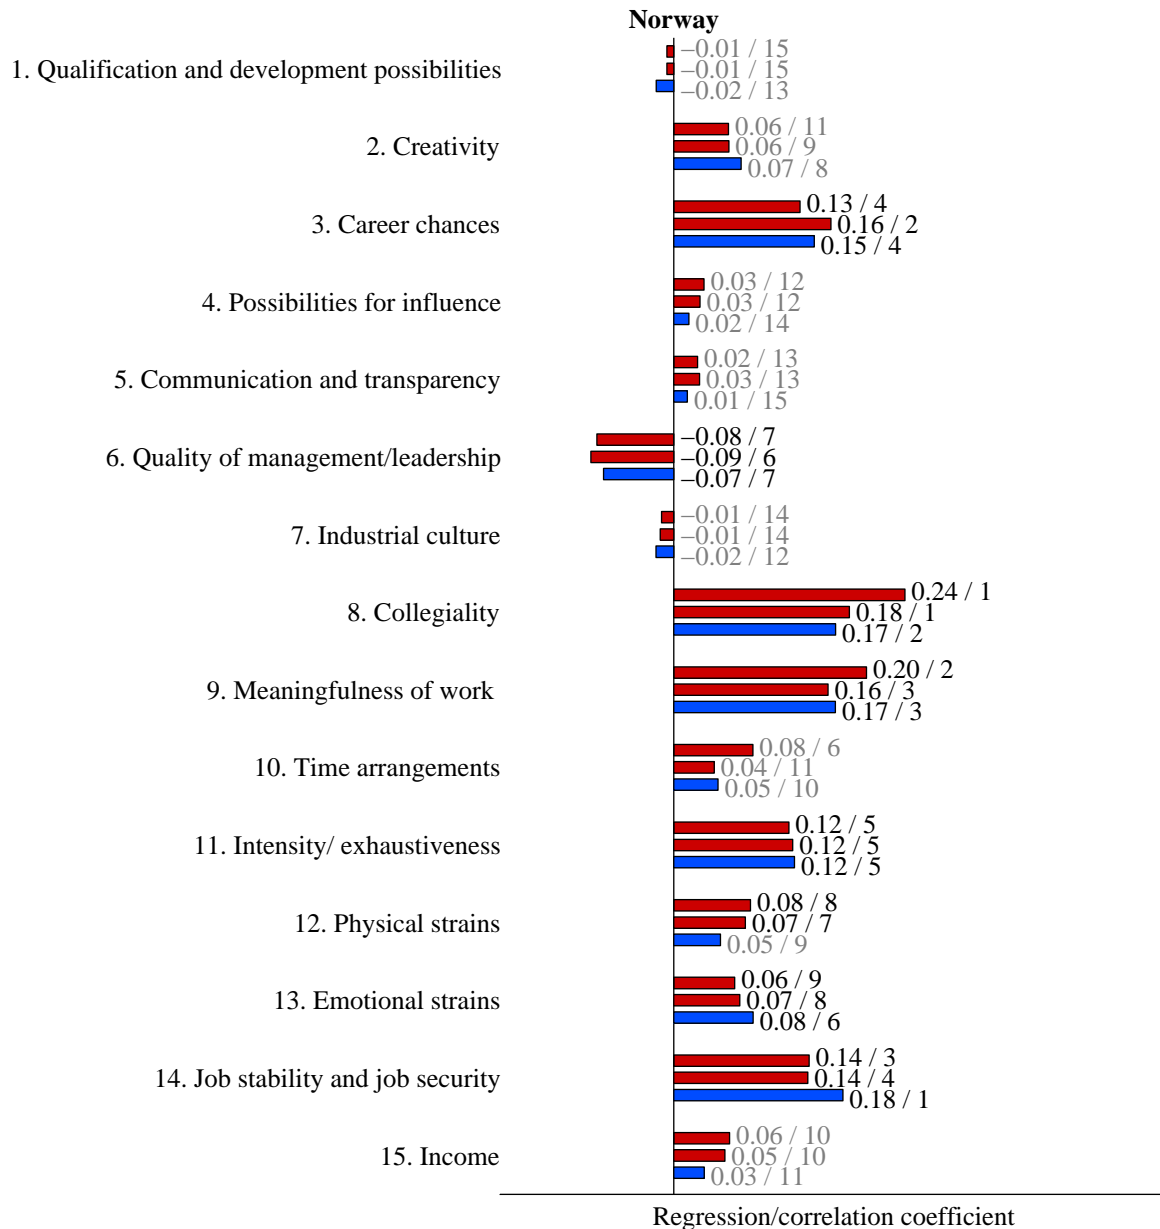 Norway
1. Qualification and development possibilities
–0.01 / 15
–0.01 / 15
–0.02 / 13
2. Creativity
0.06 / 11
0.06 / 9
0.07 / 8
3. Career chances
0.13 / 4
0.16 / 2
0.15 / 4
4. Possibilities for influence
0.03 / 12
0.03 / 12
0.02 / 14
5. Communication and transparency
0.02 / 13
0.03 / 13
0.01 / 15
6. Quality of management/leadership
–0.08 / 7
–0.09 / 6
–0.07 / 7
7. Industrial culture
–0.01 / 14
–0.01 / 14
–0.02 / 12
8. Collegiality
0.24 / 1
0.18 / 1
0.17 / 2
9. Meaningfulness of work
0.20 / 2
0.16 / 3
0.17 / 3
10. Time arrangements
0.08 / 6
0.04 / 11
0.05 / 10
11. Intensity/ exhaustiveness
0.12 / 5
0.12 / 5
0.12 / 5
12. Physical strains
0.08 / 8
0.07 / 7
0.05 / 9
13. Emotional strains
0.06 / 9
0.07 / 8
0.08 / 6
14. Job stability and job security
0.14 / 3
0.14 / 4
0.18 / 1
15. Income
0.06 / 10
0.05 / 10
0.03 / 11
Regression/correlation coefficient